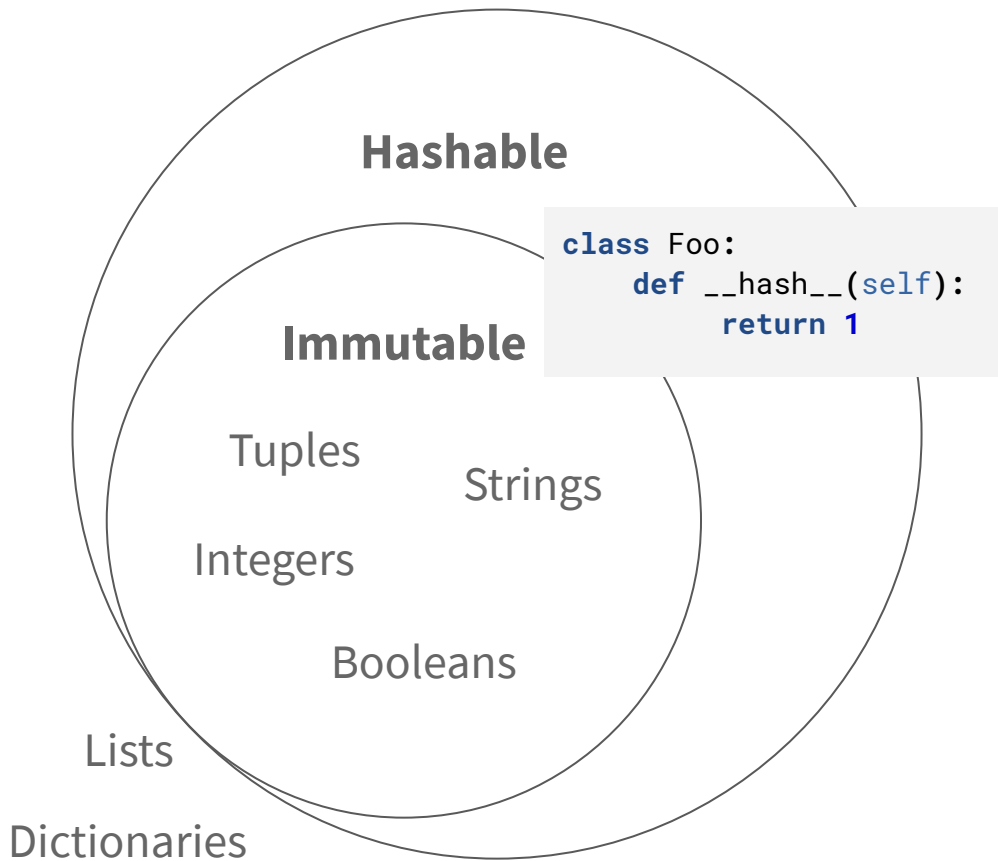 Hashable
class Foo:
    def __hash__(self):
        return 1
Immutable
Tuples
Strings
Integers
Booleans
Lists
Dictionaries